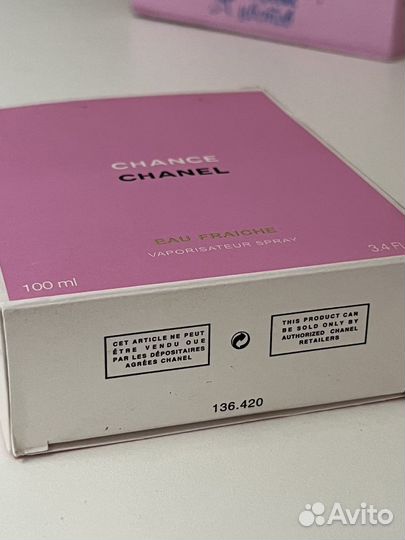 CHANCE
CHANEL
EAU FRAICHE
VAPORISATEUR SPRAY
100 ml
3.4 FL
CET ARTICLE NE PEUT
ÊTRE VENDU QUE
PAR LES DÉPOSITAIRES
AGRÉES CHANEL
THIS PRODUCT CAN
BE SOLD ONLY BY
AUTHORIZED CHANEL
RETAILERS
136.420
Avito